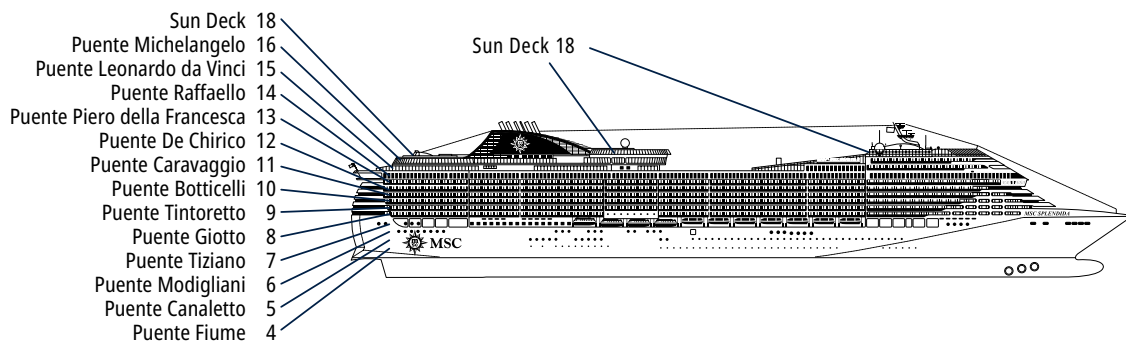 Sun Deck 18
Puente Michelangelo 16
Puente Leonardo da Vinci 15
Puente Raffaello 14
Puente Piero della Francesca 13
Puente De Chirico 12
Puente Caravaggio 11
Puente Botticelli 10
Puente Tintoretto 9
Puente Giotto 8
Puente Tiziano 7
Puente Modigliani 6
Puente Canaletto 5
Puente Fiume 4
Sun Deck 18
MSC SPLENDIDA
MSC